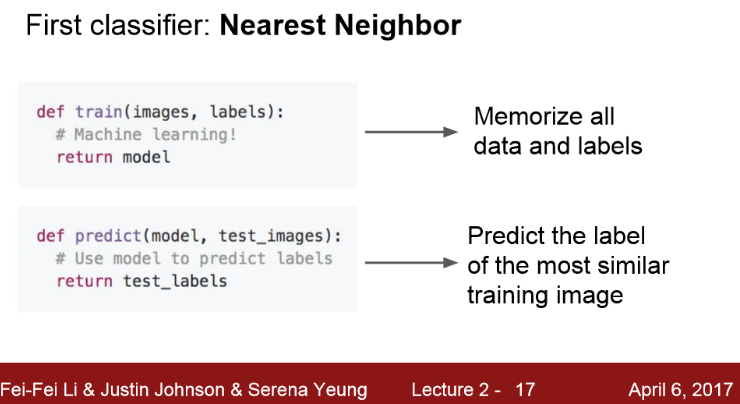 First classifier: Nearest Neighbor
def train(images, labels):
# Machine learning!
return model
Memorize all
data and labels
def predict(model, test_images):
# Use model to predict labels
return test_labels
Predict the label
of the most similar
training image
Fei-Fei Li & Justin Johnson & Serena Yeung Lecture 2 - 17 April 6, 2017